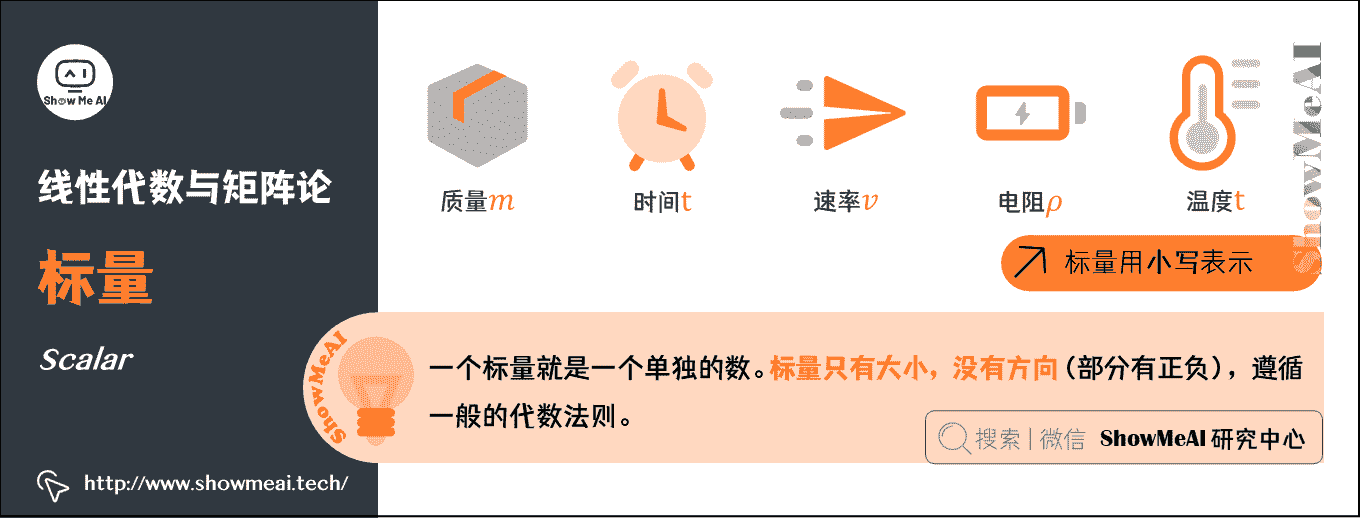 Show Me AI
线性代数与矩阵论
标量
Scalar
http://www.showmeai.tech/
质量m
时间t
速率v
电阻ρ
温度t
ShowMeAI
标量用小写表示
ShowMeAI
一个标量就是一个单独的数。标量只有大小，没有方向（部分有正负），遵循
一般的代数法则。
搜索|微信 ShowMeAI 研究中心